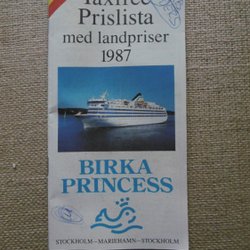 Taxfree
Prislista
med landpriser
1987
BIRKA
PRINCESS
STOCKHOLM—MARIEHAMN—STOCKHOLM